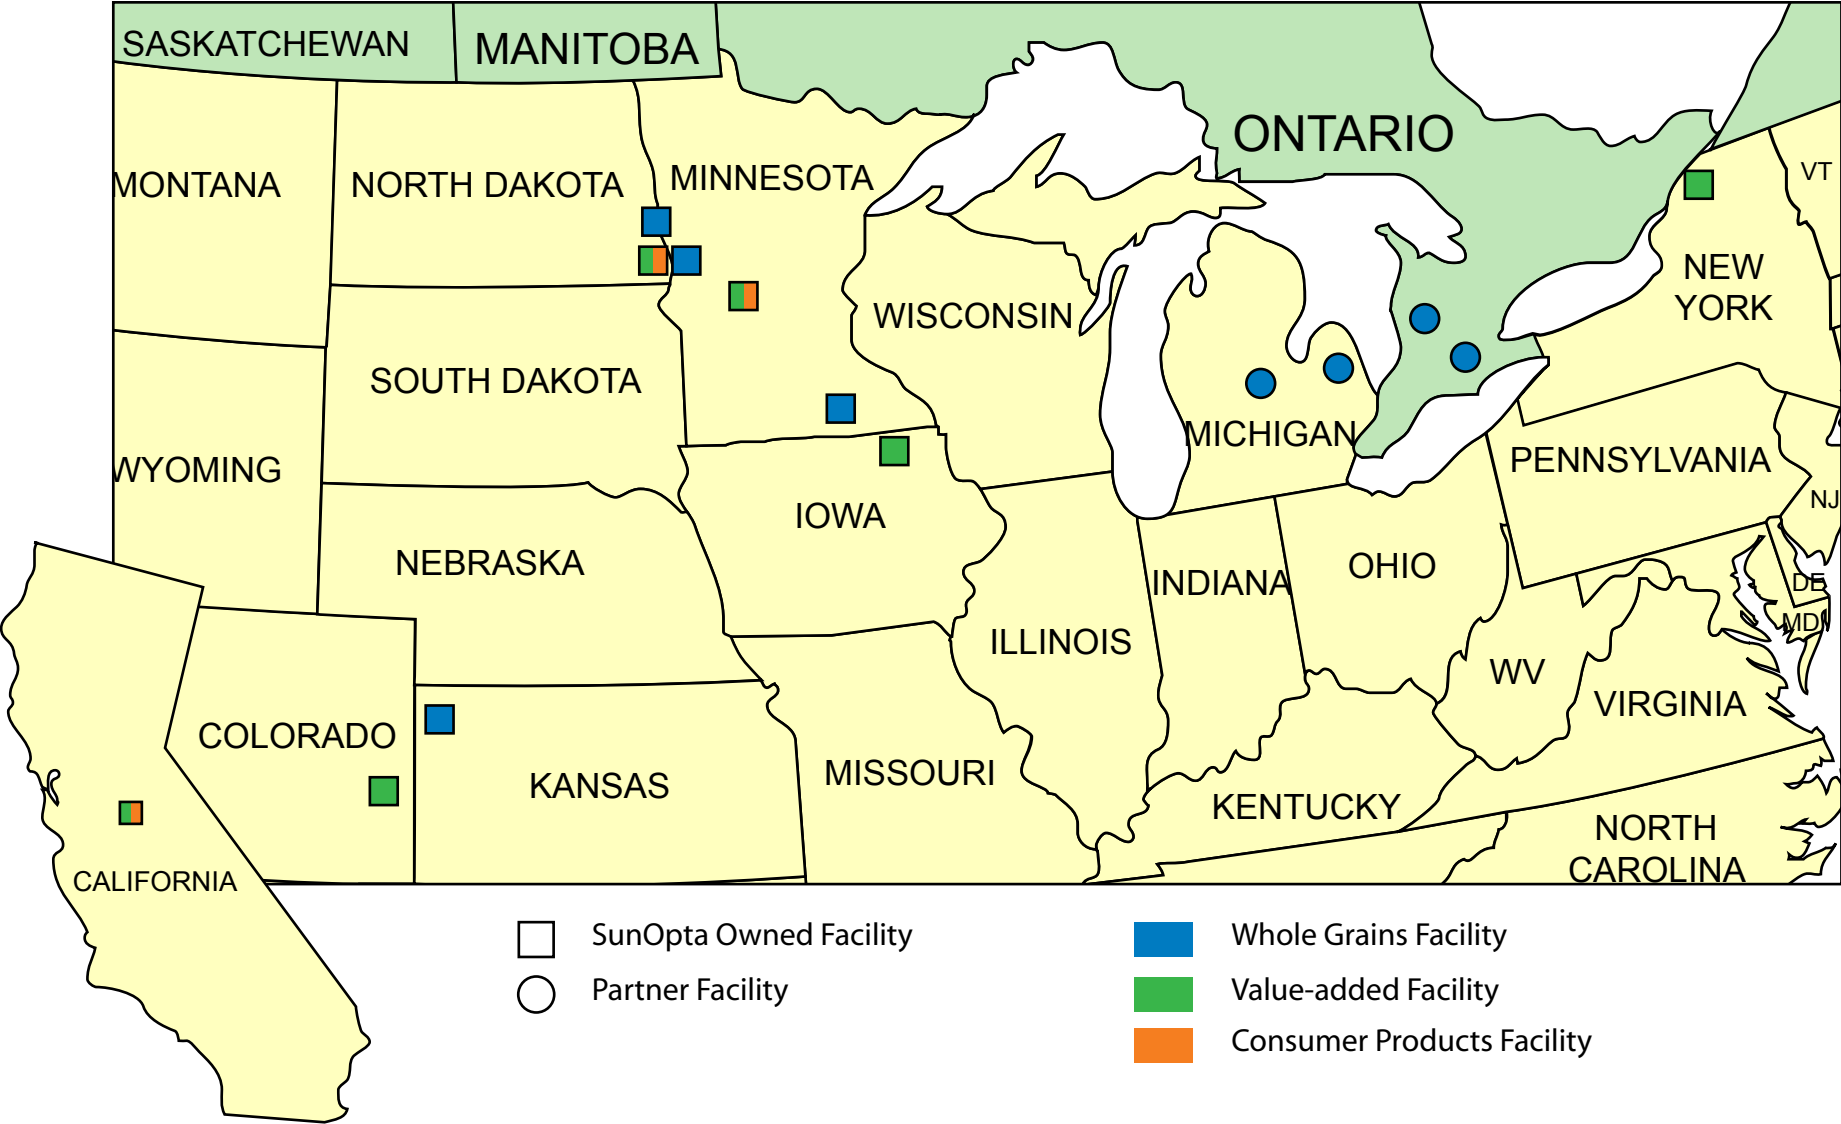 SASKATCHEWAN
MANITOBA
ONTARIO
MONTANA
NORTH DAKOTA
MINNESOTA
VT
NEW
YORK
WISCONSIN
SOUTH DAKOTA
MICHIGAN
WYOMING
PENNSYLVANIA
NJ
IOWA
NEBRASKA
OHIO
INDIANA
DE
MD
ILLINOIS
WV
VIRGINIA
COLORADO
KANSAS
MISSOURI
KENTUCKY
NORTH
CAROLINA
CALIFORNIA
SunOpta Owned Facility
Partner Facility
Whole Grains Facility
Value-added Facility
Consumer Products Facility